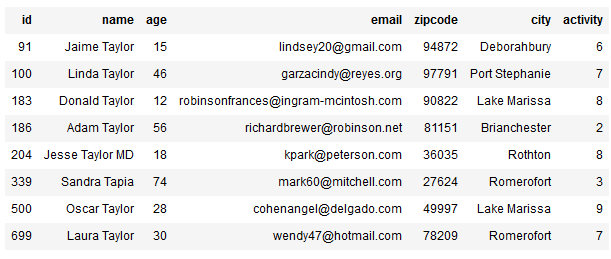 id name age email zipcode city activity
91 Jaime Taylor 15 lindsey20@gmail.com 94872 Deborahbury 6
100 Linda Taylor 46 garzacindy@reyes.org 97791 Port Stephanie 7
183 Donald Taylor 12 robinsonfrances@ingram-mcintosh.com 90822 Lake Marissa 8
186 Adam Taylor 56 richardbrewer@robinson.net 81151 Brianchester 2
204 Jesse Taylor MD 18 kpark@peterson.com 36035 Rothton 8
339 Sandra Tapia 74 mark60@mitchell.com 27624 Romerofort 3
500 Oscar Taylor 28 cohenangel@delgado.com 49997 Lake Marissa 9
699 Laura Taylor 30 wendy47@hotmail.com 78209 Romerofort 7